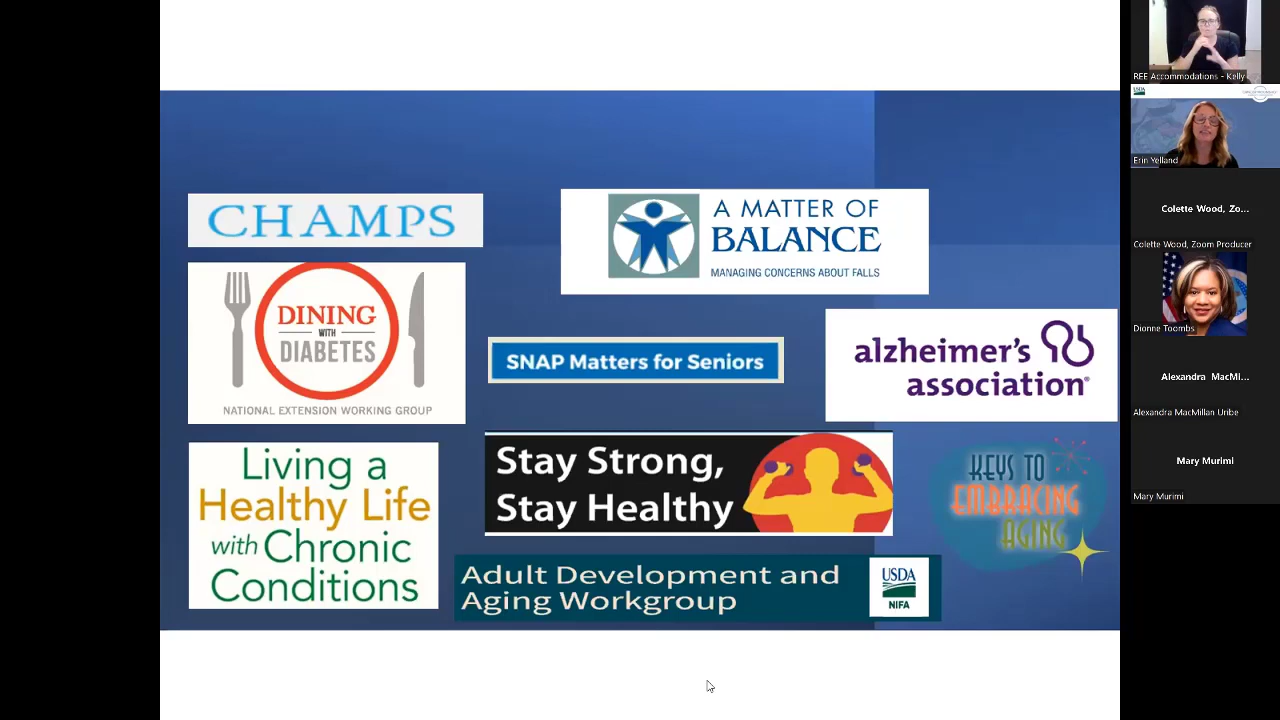 CHAMPS
A MATTER OF
BALANCE
MANAGING CONCERNS ABOUT FALLS
DINING
WITH
DIABETES
NATIONAL EXTENSION WORKING GROUP
SNAP Matters for Seniors
alzheimer's
association®
Living a
Healthy Life
with Chronic
Conditions
Stay Strong,
Stay Healthy
KEYS TO
EMBRACING
AGING
Adult Development and
Aging Workgroup
USDA
NIFA
REE Accommodations - Kelly
USDA
Erin Yelland
Colette Wood, Zo...
Colette Wood, Zoom Producer
Dionne Toombs
Alexandra MacMi...
Alexandra MacMillan Uribe
Mary Murimi
Mary Murimi